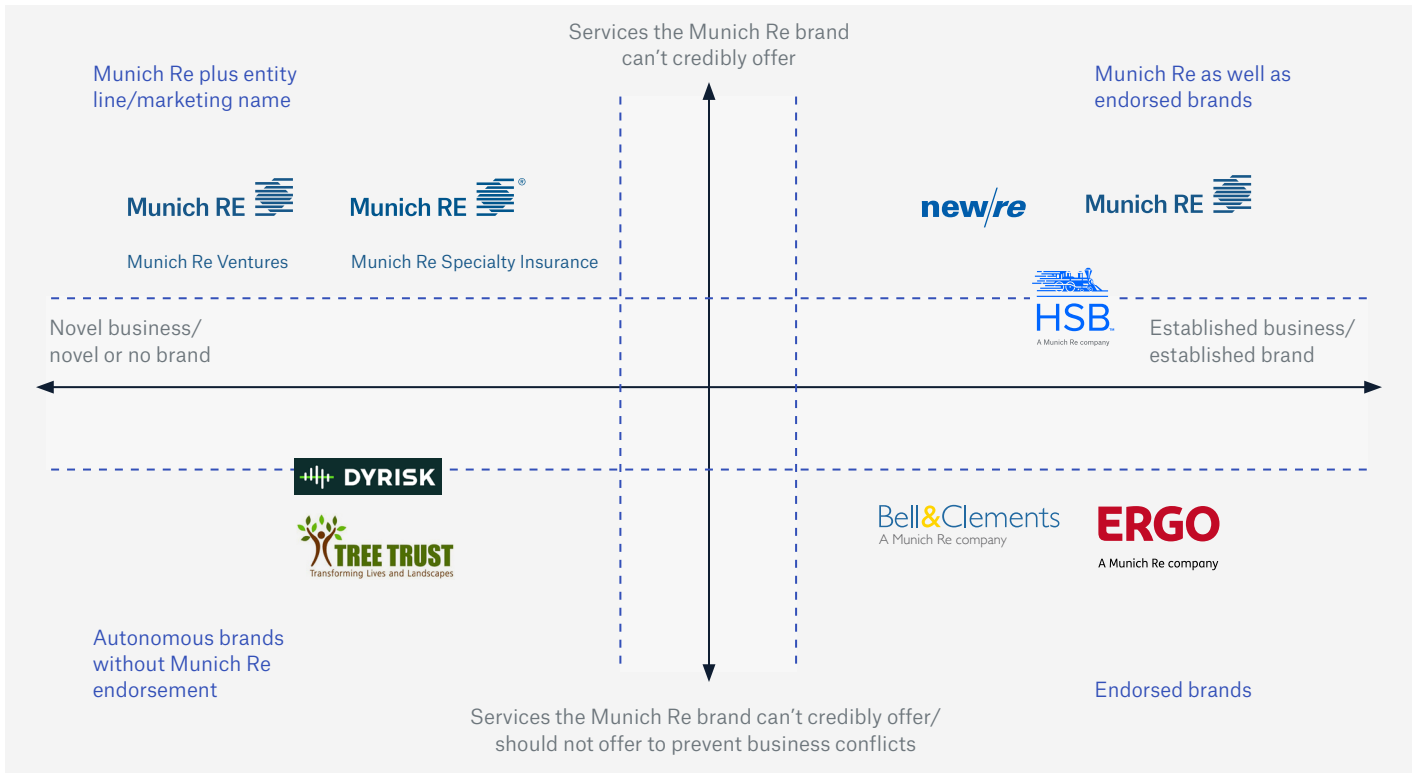 Services the Munich Re brand
can’t credibly offer
Munich Re plus entity
line/marketing name
Munich Re as well as
endorsed brands
Munich RE
Munich RE ®
new/re
Munich RE
Munich Re Ventures
Munich Re Specialty Insurance
HSB™
A Munich Re company
Novel business/
novel or no brand
Established business/
established brand
DYRISK
TREE TRUST
Transforming Lives and Landscapes
Bell&Clements
A Munich Re company
ERGO
A Munich Re company
Autonomous brands
without Munich Re
endorsement
Endorsed brands
Services the Munich Re brand can’t credibly offer/
should not offer to prevent business conflicts